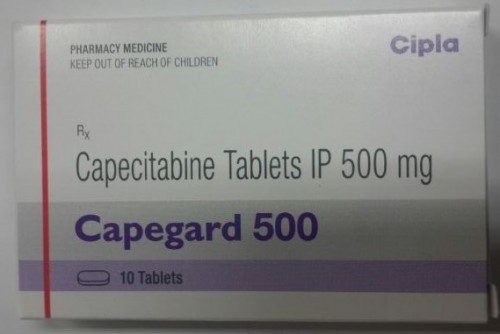 PHARMACY MEDICINE
KEEP OUT OF REACH OF CHILDREN
Cipla
Rx
Capecitabine Tablets IP 500 mg
Capegard 500
10 Tablets